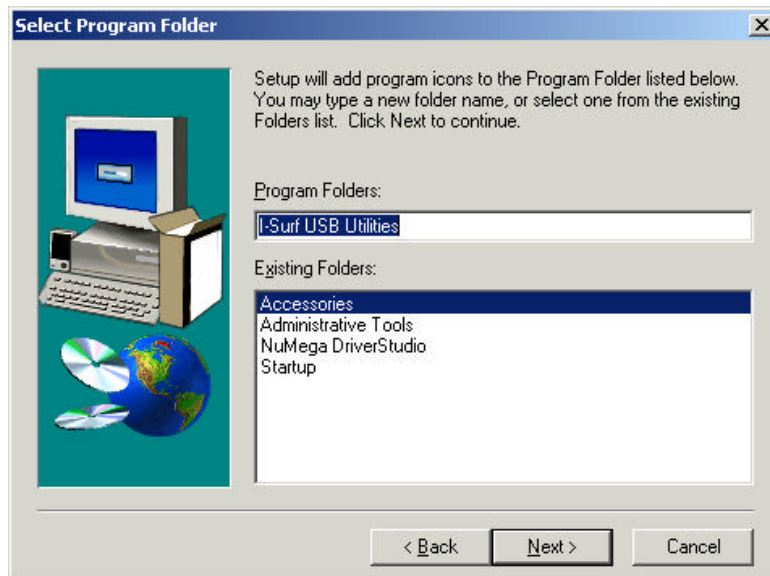 Select Program Folder
Setup will add program icons to the Program Folder listed below.
You may type a new folder name, or select one from the existing
Folders list. Click Next to continue.
Program Folders:
I-Surf USB Utilities
Existing Folders:
Accessories
Administrative Tools
NuMega DriverStudio
Startup
< Back
Next >
Cancel